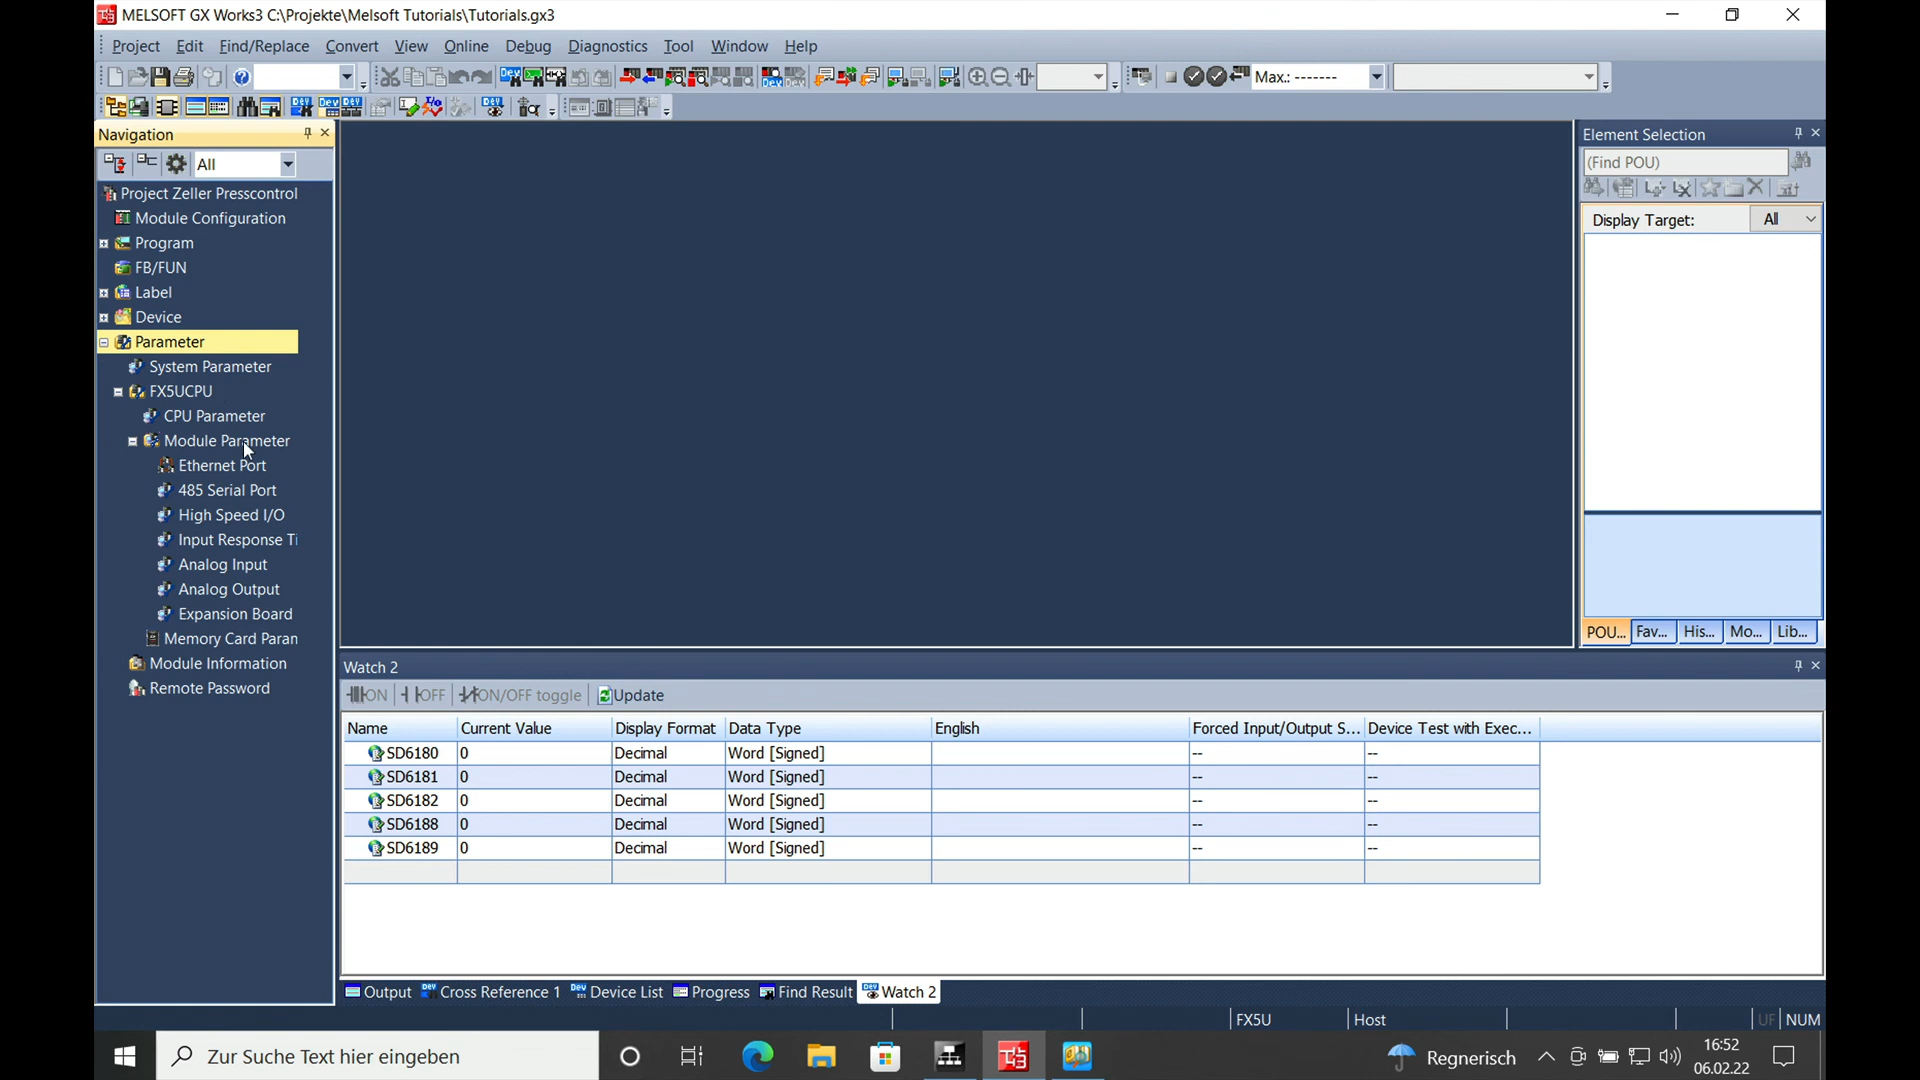 MELSOFT GX Works3 C:\Projekte\Melsoft Tutorials\Tutorials.gx3
Project Edit Find/Replace Convert View Online Debug Diagnostics Tool Window Help
Max.: -------
Navigation
All
Project Zeller Presscontrol
Module Configuration
Program
FB/FUN
Label
Device
Parameter
System Parameter
FX5UCPU
CPU Parameter
Module Parameter
Ethernet Port
485 Serial Port
High Speed I/O
Input Response Ti
Analog Input
Analog Output
Expansion Board
Memory Card Param
Module Information
Remote Password
Element Selection
(Find POU)
Display Target: All
POU... Fav... His... Mo... Lib...
Watch 2
ON OFF ON/OFF toggle Update
Name Current Value Display Format Data Type English Forced Input/Output S... Device Test with Exec...
SD6180 0 Decimal Word [Signed] -- --
SD6181 0 Decimal Word [Signed] -- --
SD6182 0 Decimal Word [Signed] -- --
SD6188 0 Decimal Word [Signed] -- --
SD6189 0 Decimal Word [Signed] -- --
Output Cross Reference 1 Device List Progress Find Result Watch 2
FX5U Host UF NUM
Zur Suche Text hier eingeben
Regnerisch
16:52
06.02.22